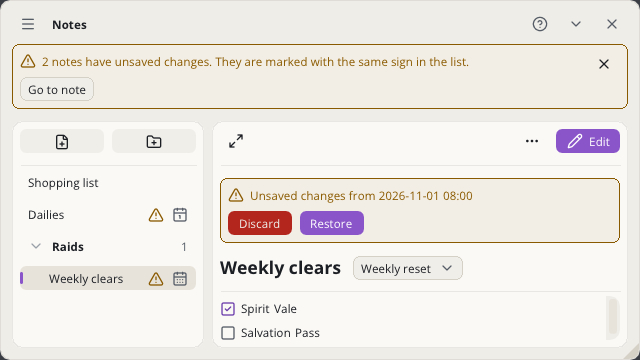 Notes
2 notes have unsaved changes. They are marked with the same sign in the list.
Go to note
Edit
Shopping list
Dailies
Raids 1
Weekly clears
Unsaved changes from 2026-11-01 08:00
Discard Restore
Weekly clears Weekly reset
Spirit Vale
Salvation Pass